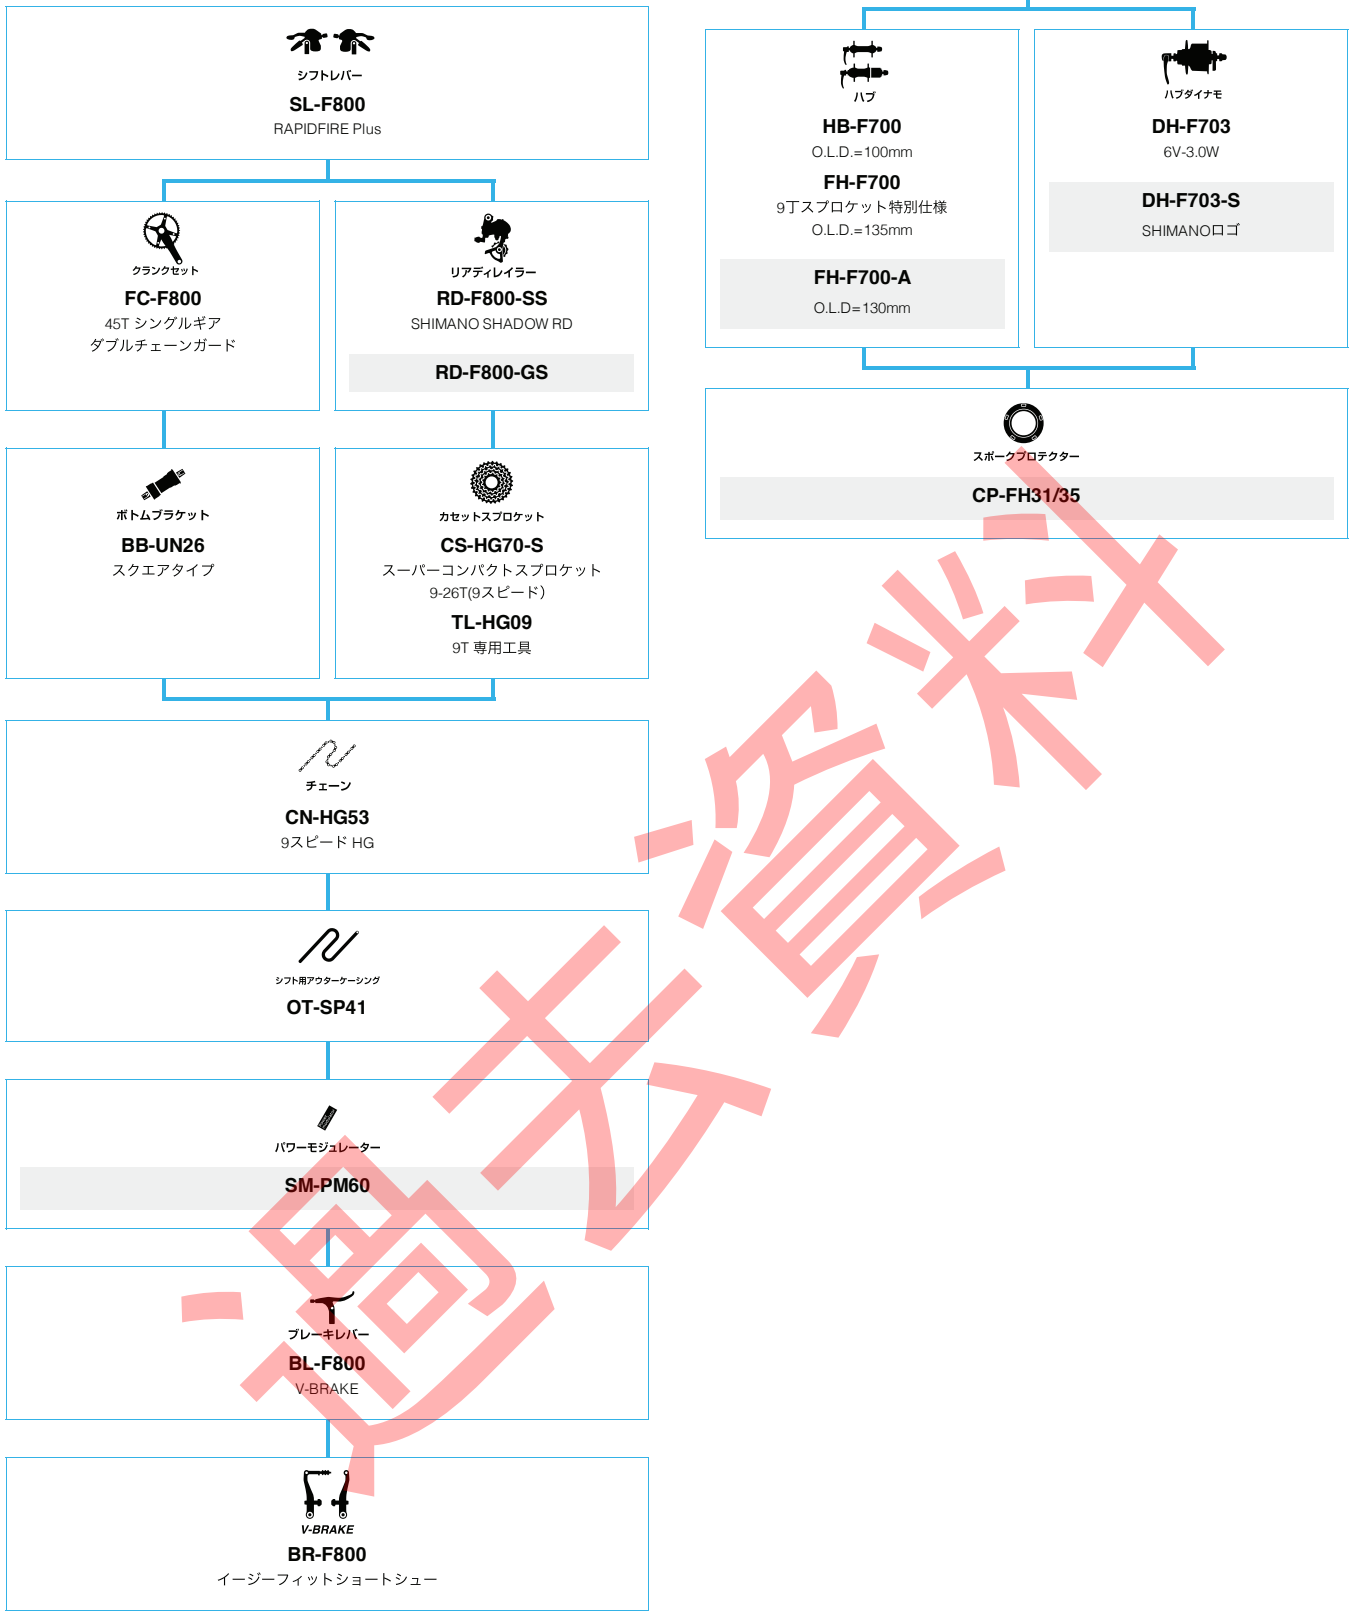 シフトレバー
SL-F800
RAPIDFIRE Plus
クランクセット
FC-F800
45T シングルギア
ダブルチェーンガード
リアディレイラー
RD-F800-SS
SHIMANO SHADOW RD
RD-F800-GS
ボトムブラケット
BB-UN26
スクエアタイプ
カセットスプロケット
CS-HG70-S
スーパーコンパクトスプロケット
9-26T(9スピード）
TL-HG09
9T 専用工具
チェーン
CN-HG53
9スピード HG
シフト用アウターケーシング
OT-SP41
パワーモジュレーター
SM-PM60
ブレーキレバー
BL-F800
V-BRAKE
V-BRAKE
BR-F800
イージーフィットショートシュー
ハブ
HB-F700
O.L.D.=100mm
FH-F700
9丁スプロケット特別仕様
O.L.D.=135mm
FH-F700-A
O.L.D=130mm
ハブダイナモ
DH-F703
6V-3.0W
DH-F703-S
SHIMANOロゴ
スポークプロテクター
CP-FH31/35
過去資料